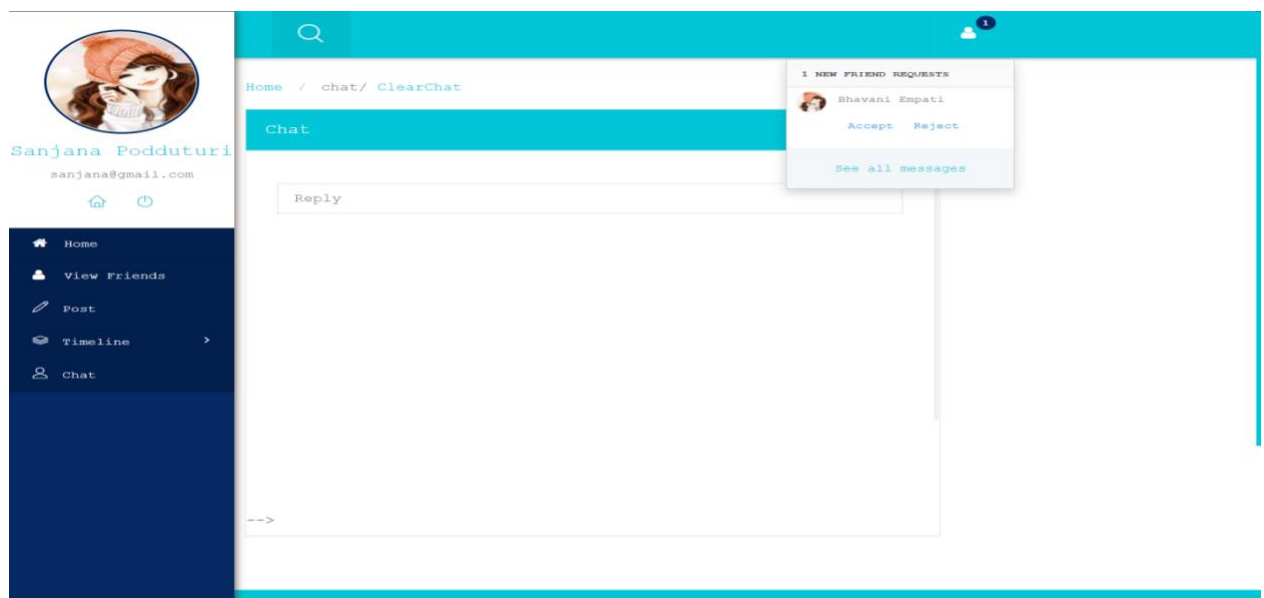 1
Sanjana Podduturi
sanjana@gmail.com
Home
View Friends
Post
Timeline >
Chat
Home / chat/ ClearChat
Chat
Reply
-->
1 NEW FRIEND REQUESTS
Bhavani Empati
Accept Reject
See all messages